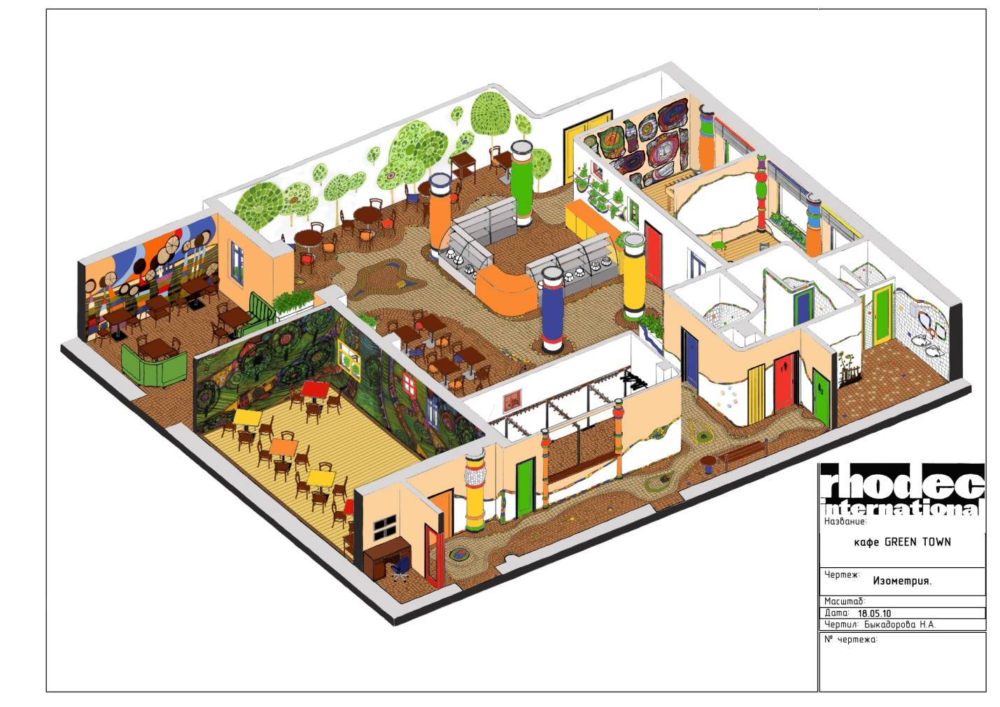 rhodec
international
Название:
кафе GREEN TOWN
Чертеж:
Изометрия.
Масштаб:
Дата: 18.05.10
Чертил: Быкадорова Н.А.
№ чертежа: